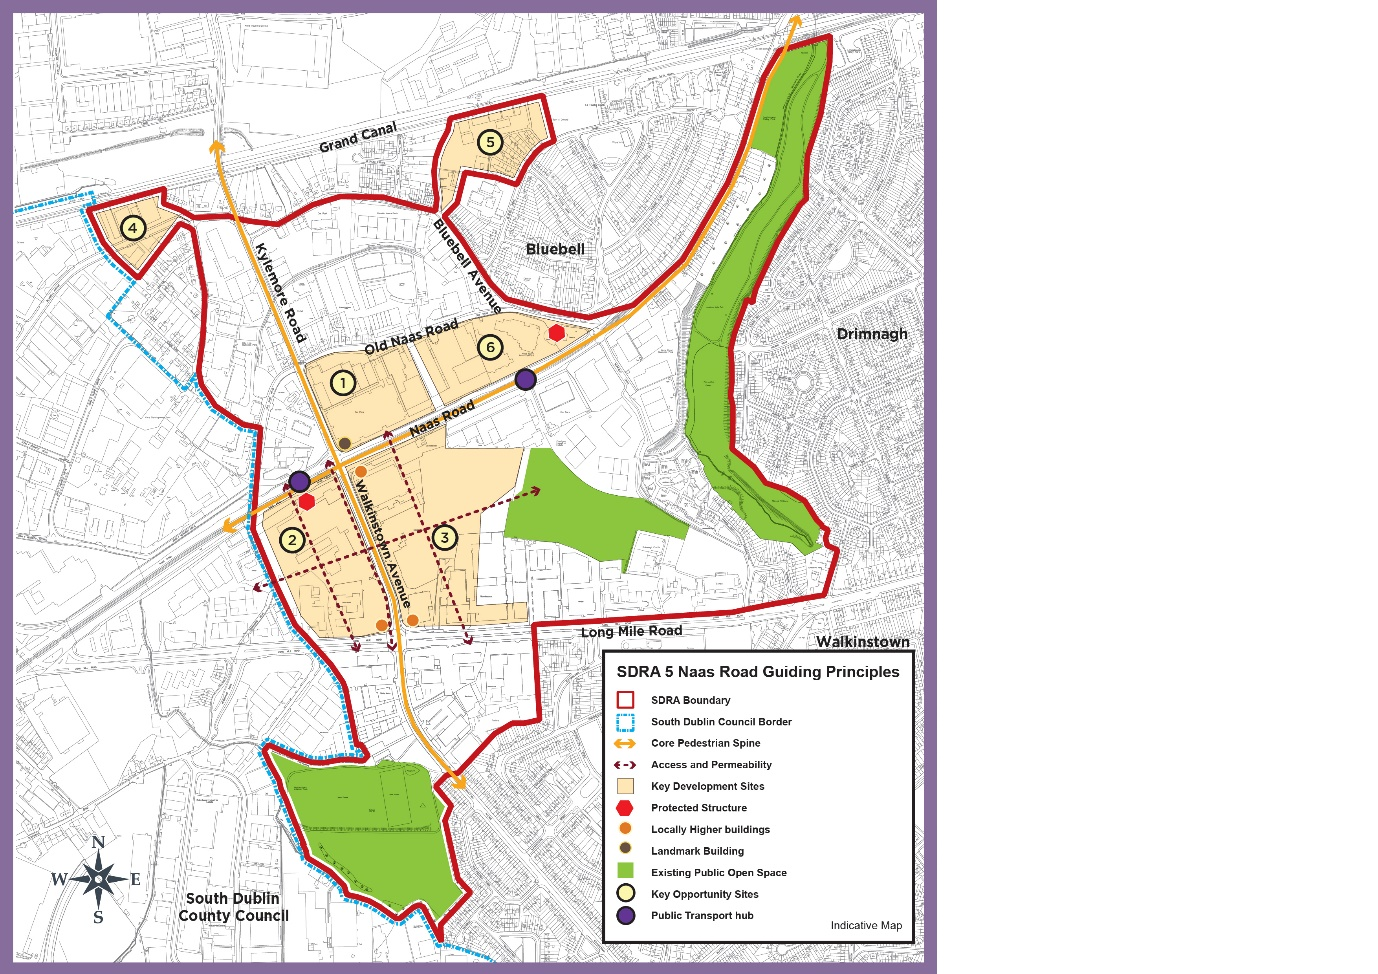 Grand Canal
5
4
Kylemore Road
Bluebell Avenue
Bluebell
Drimnagh
Old Naas Road
6
1
Naas Road
Walkinstown Avenue
2
3
Long Mile Road
Walkinstown
SDRA 5 Naas Road Guiding Principles
SDRA Boundary
South Dublin Council Border
Core Pedestrian Spine
Access and Permeability
Key Development Sites
Protected Structure
Locally Higher buildings
Landmark Building
Existing Public Open Space
Key Opportunity Sites
Public Transport hub
Indicative Map
N
W E
S
South Dublin
County Council